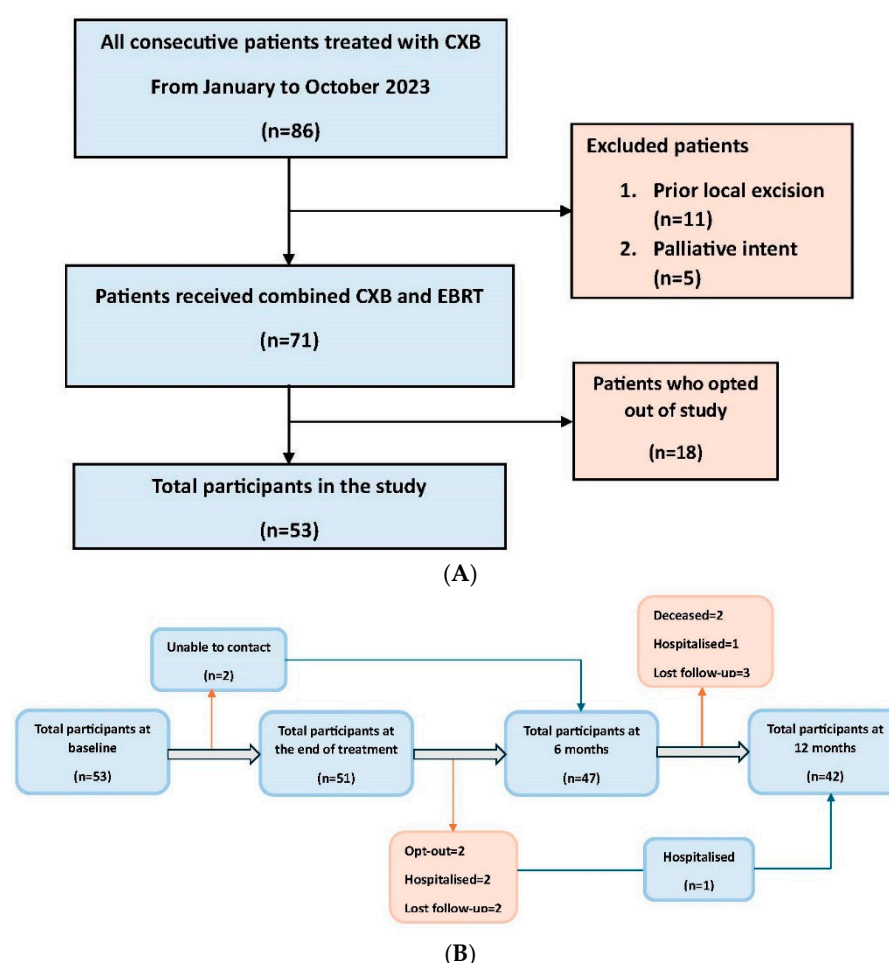 All consecutive patients treated with CXB
From January to October 2023
(n=86)
Excluded patients
1. Prior local excision
(n=11)
2. Palliative intent
(n=5)
Patients received combined CXB and EBRT
(n=71)
Patients who opted
out of study
(n=18)
Total participants in the study
(n=53)
(A)
Deceased=2
Hospitalised=1
Lost follow-up=3
Unable to contact
(n=2)
Total participants at
baseline
(n=53)
Total participants at
the end of treatment
(n=51)
Total participants at
6 months
(n=47)
Total participants at
12 months
(n=42)
Opt-out=2
Hospitalised=2
Lost follow-up=2
Hospitalised
(n=1)
(B)